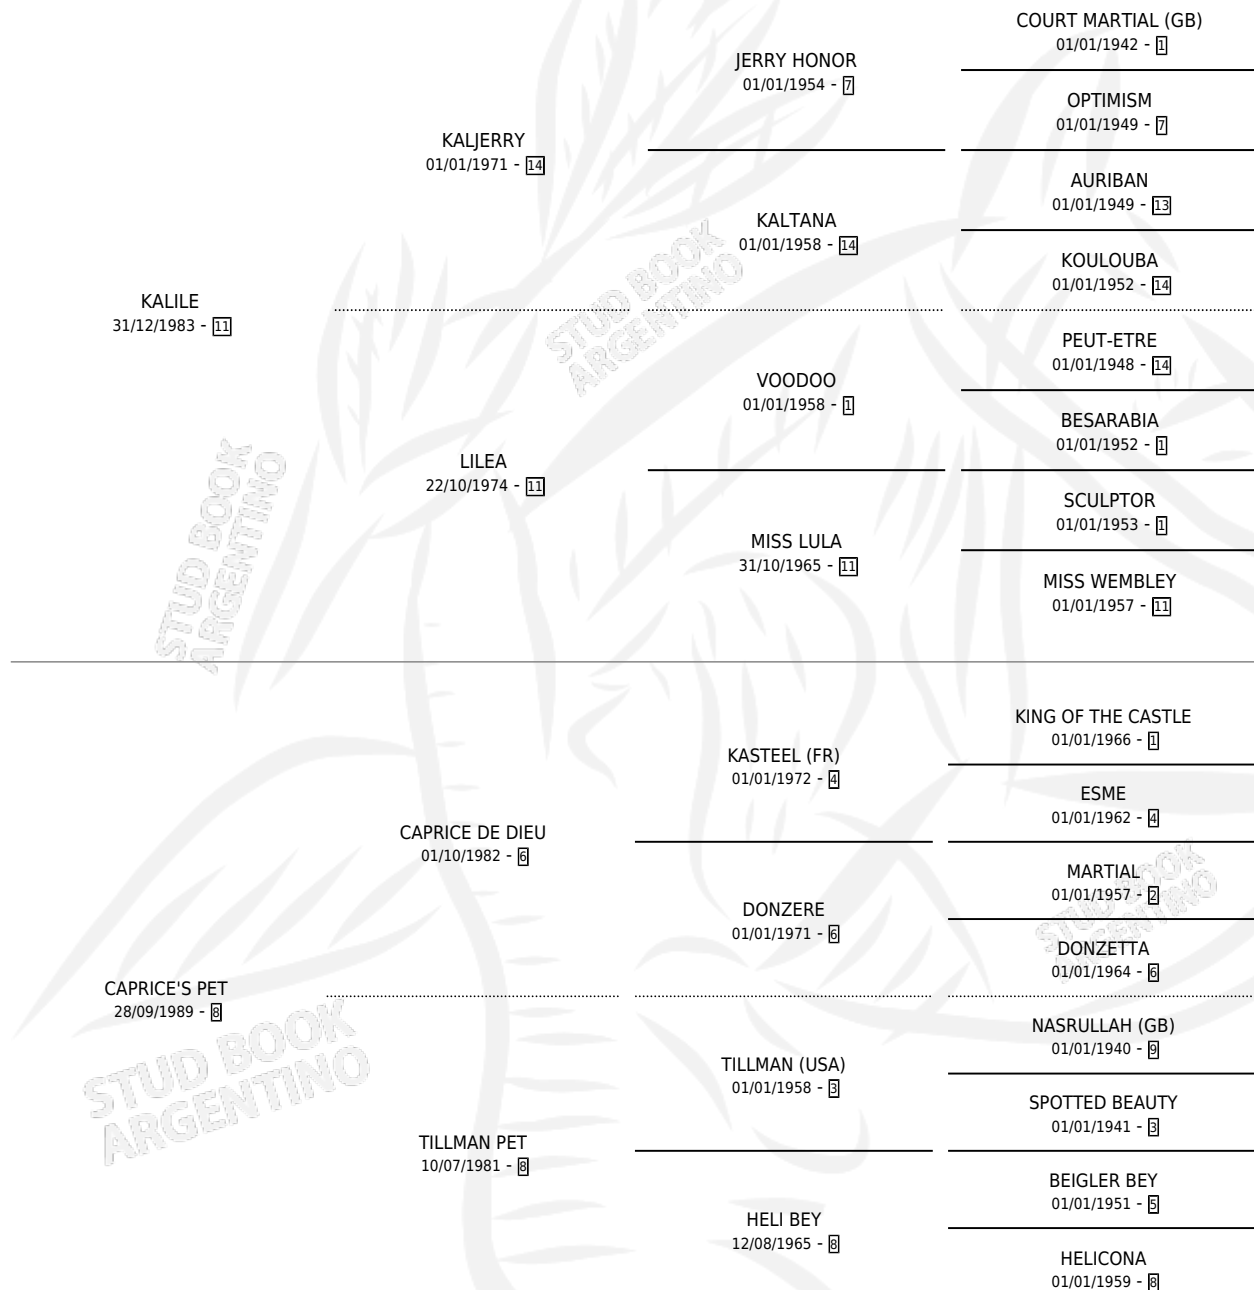 COURT MARTIAL (GB)
01/01/1942 - 1
JERRY HONOR
01/01/1954 - 7
OPTIMISM
01/01/1949 - 7
KALJERRY
01/01/1971 - 14
AURIBAN
01/01/1949 - 13
KALTANA
01/01/1958 - 14
KOULOUBA
01/01/1952 - 14
KALILE
31/12/1983 - 11
PEUT-ETRE
01/01/1948 - 14
VOODOO
01/01/1958 - 1
BESARABIA
01/01/1952 - 1
LILEA
22/10/1974 - 11
SCULPTOR
01/01/1953 - 1
MISS LULA
31/10/1965 - 11
MISS WEMBLEY
01/01/1957 - 11
KING OF THE CASTLE
01/01/1966 - 1
KASTEEL (FR)
01/01/1972 - 4
ESME
01/01/1962 - 4
CAPRICE DE DIEU
01/10/1982 - 6
MARTIAL
01/01/1957 - 2
DONZERE
01/01/1971 - 6
DONZETTA
01/01/1964 - 6
CAPRICE'S PET
28/09/1989 - 8
NASRULLAH (GB)
01/01/1940 - 9
TILLMAN (USA)
01/01/1958 - 3
SPOTTED BEAUTY
01/01/1941 - 3
TILLMAN PET
10/07/1981 - 8
BEIGLER BEY
01/01/1951 - 5
HELI BEY
12/08/1965 - 8
HELICONA
01/01/1959 - 8
STUD BOOK
ARGENTINO
STUD BOOK
ARGENTINO
STUD BOOK
ARGENTINO
STUD BOOK
ARGENTINO